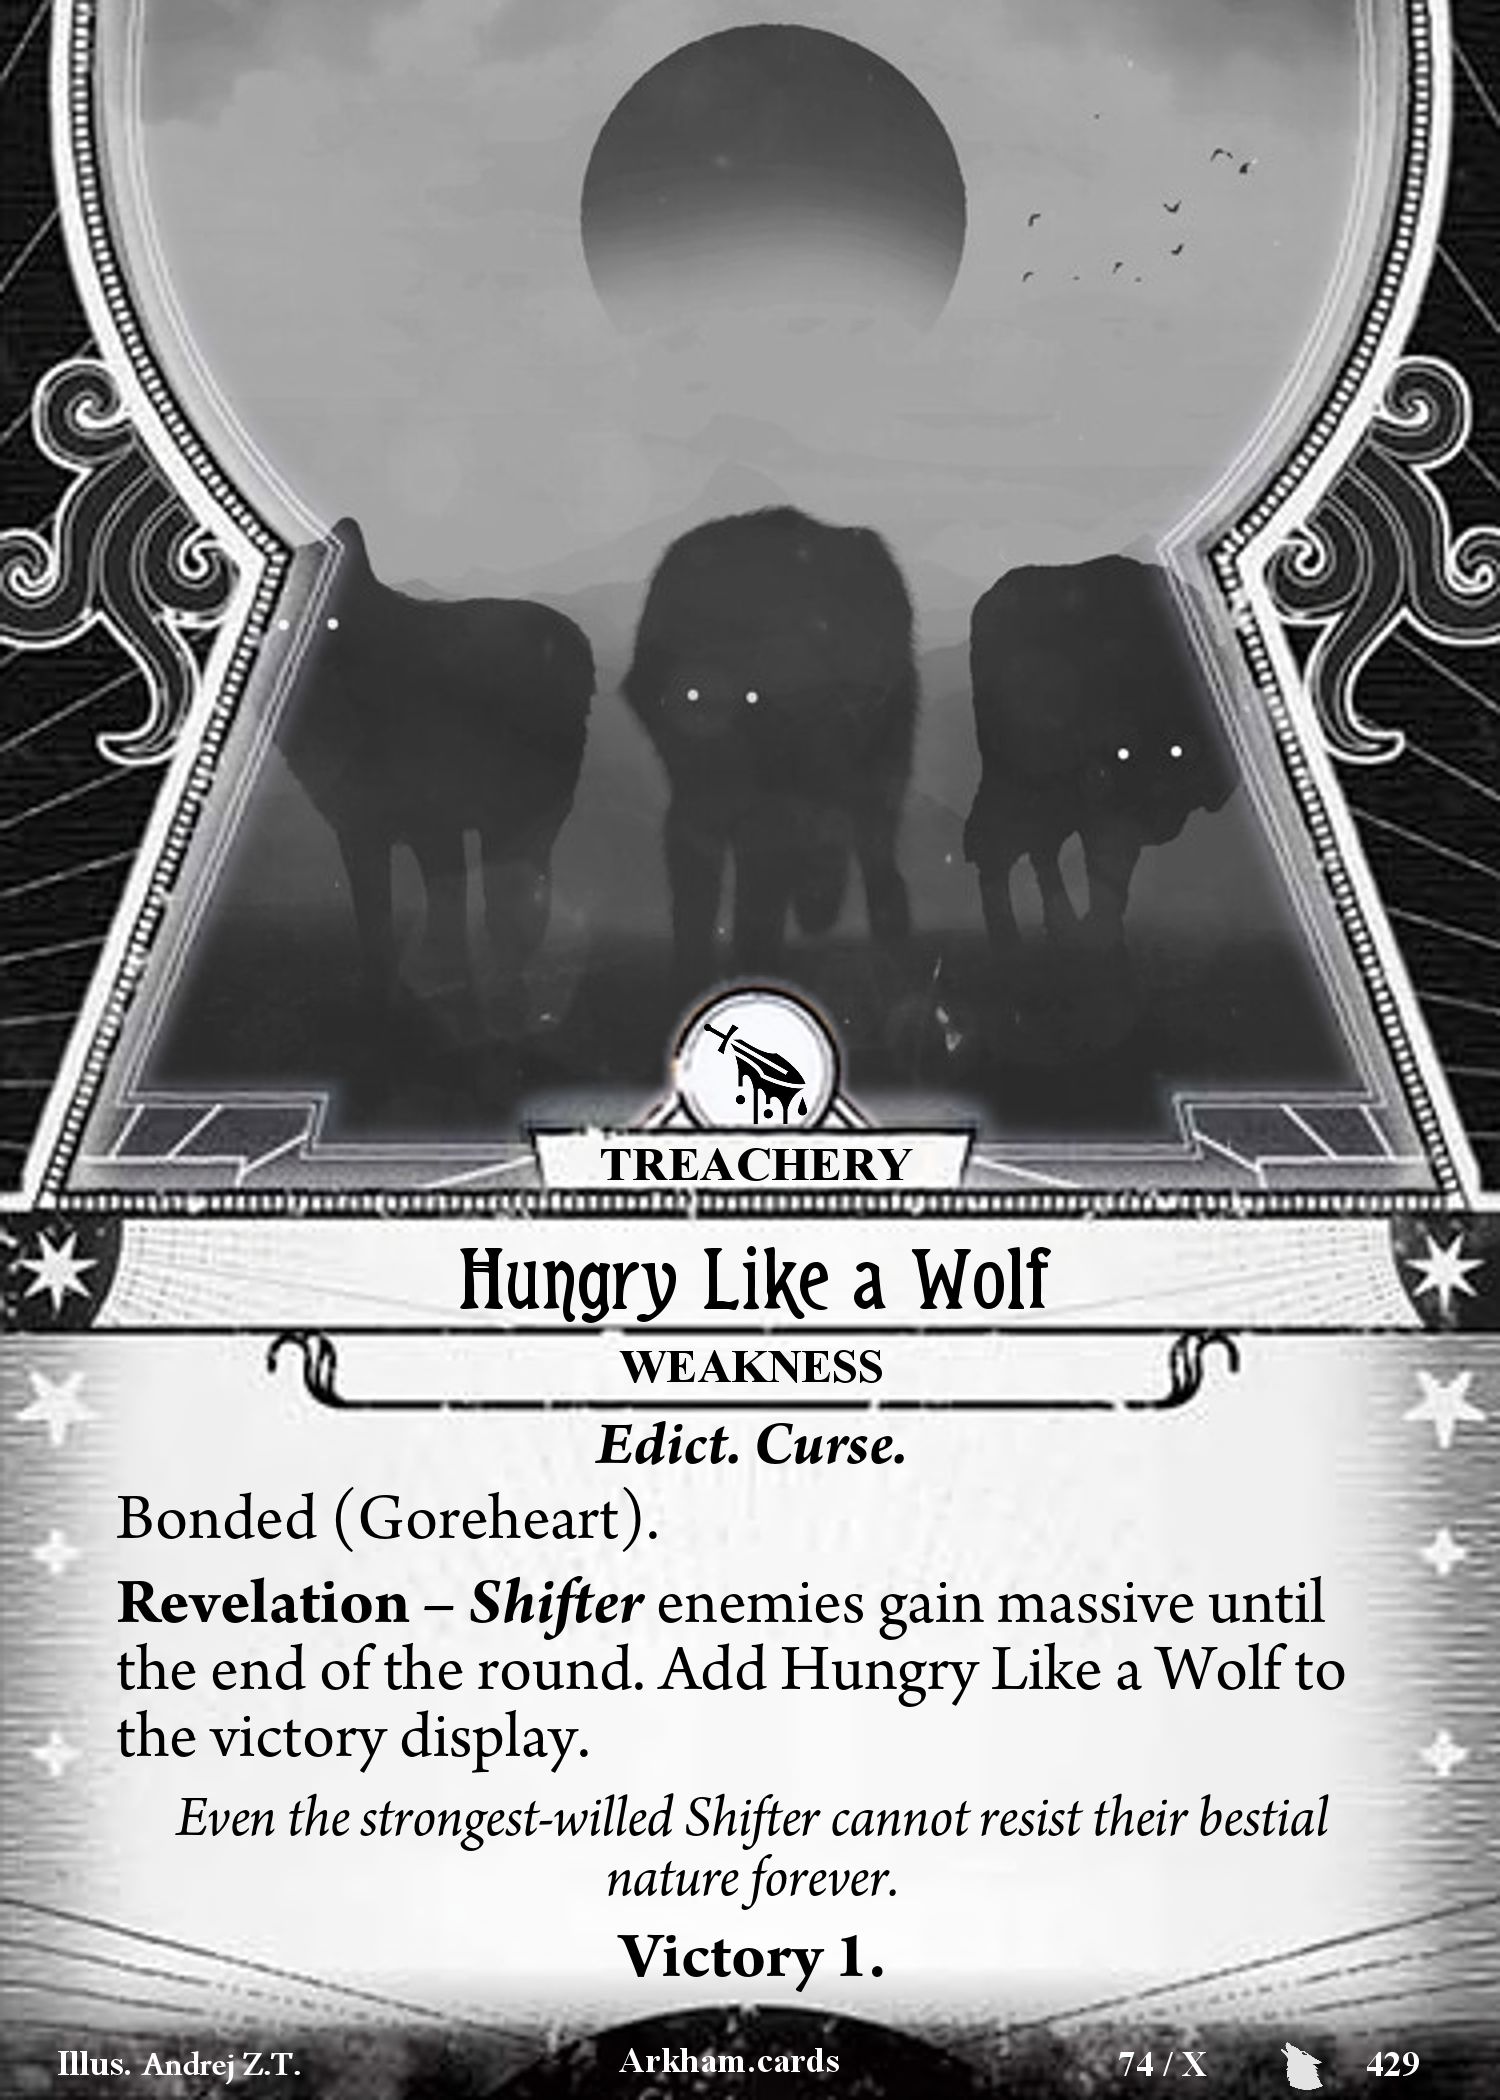 TREACHERY
Hungry Like a Wolf
WEAKNESS
Edict. Curse.
Bonded (Goreheart).
Revelation – Shifter enemies gain massive until
the end of the round. Add Hungry Like a Wolf to
the victory display.
Even the strongest-willed Shifter cannot resist their bestial
nature forever.
Victory 1.
Illus. Andrej Z.T. Arkham.cards 74 / X 429